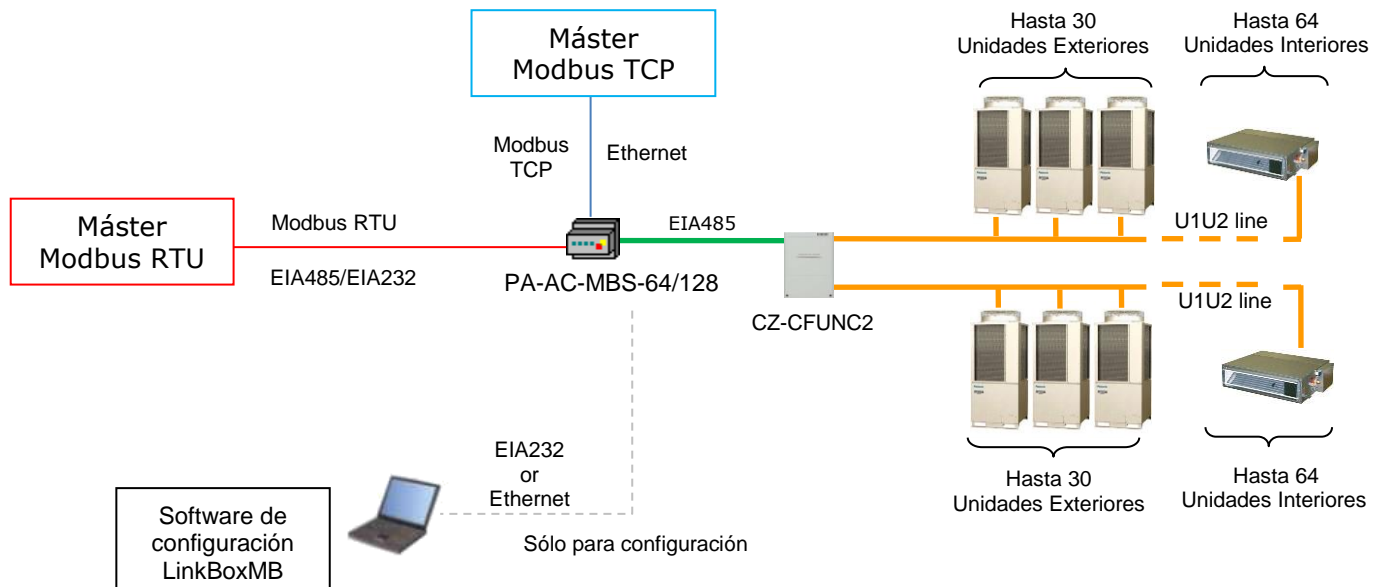 Máster
Modbus TCP
Hasta 30
Unidades Exteriores
Hasta 64
Unidades Interiores
Modbus
TCP
Ethernet
Máster
Modbus RTU
Modbus RTU
EIA485/EIA232
EIA485
PA-AC-MBS-64/128
CZ-CFUNC2
U1U2 line
U1U2 line
Hasta 30
Unidades Exteriores
Hasta 64
Unidades Interiores
EIA232
or
Ethernet
Sólo para configuración
Software de
configuración
LinkBoxMB